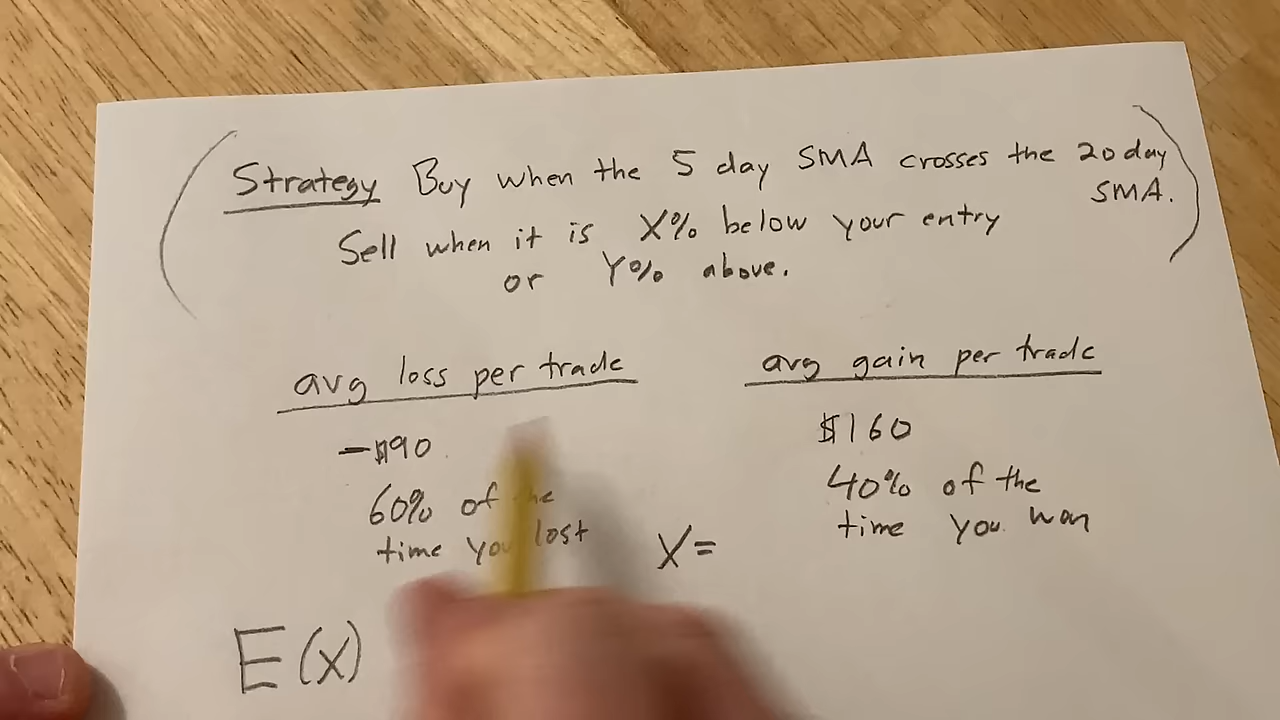 Strategy Buy when the 5 day SMA crosses the 20 day
SMA.
Sell when it is X% below your entry
or Y% above.
avg loss per trade
avg gain per trade
-$90
60% of the
time you lost
$160
40% of the
time you won
X=
E(x)